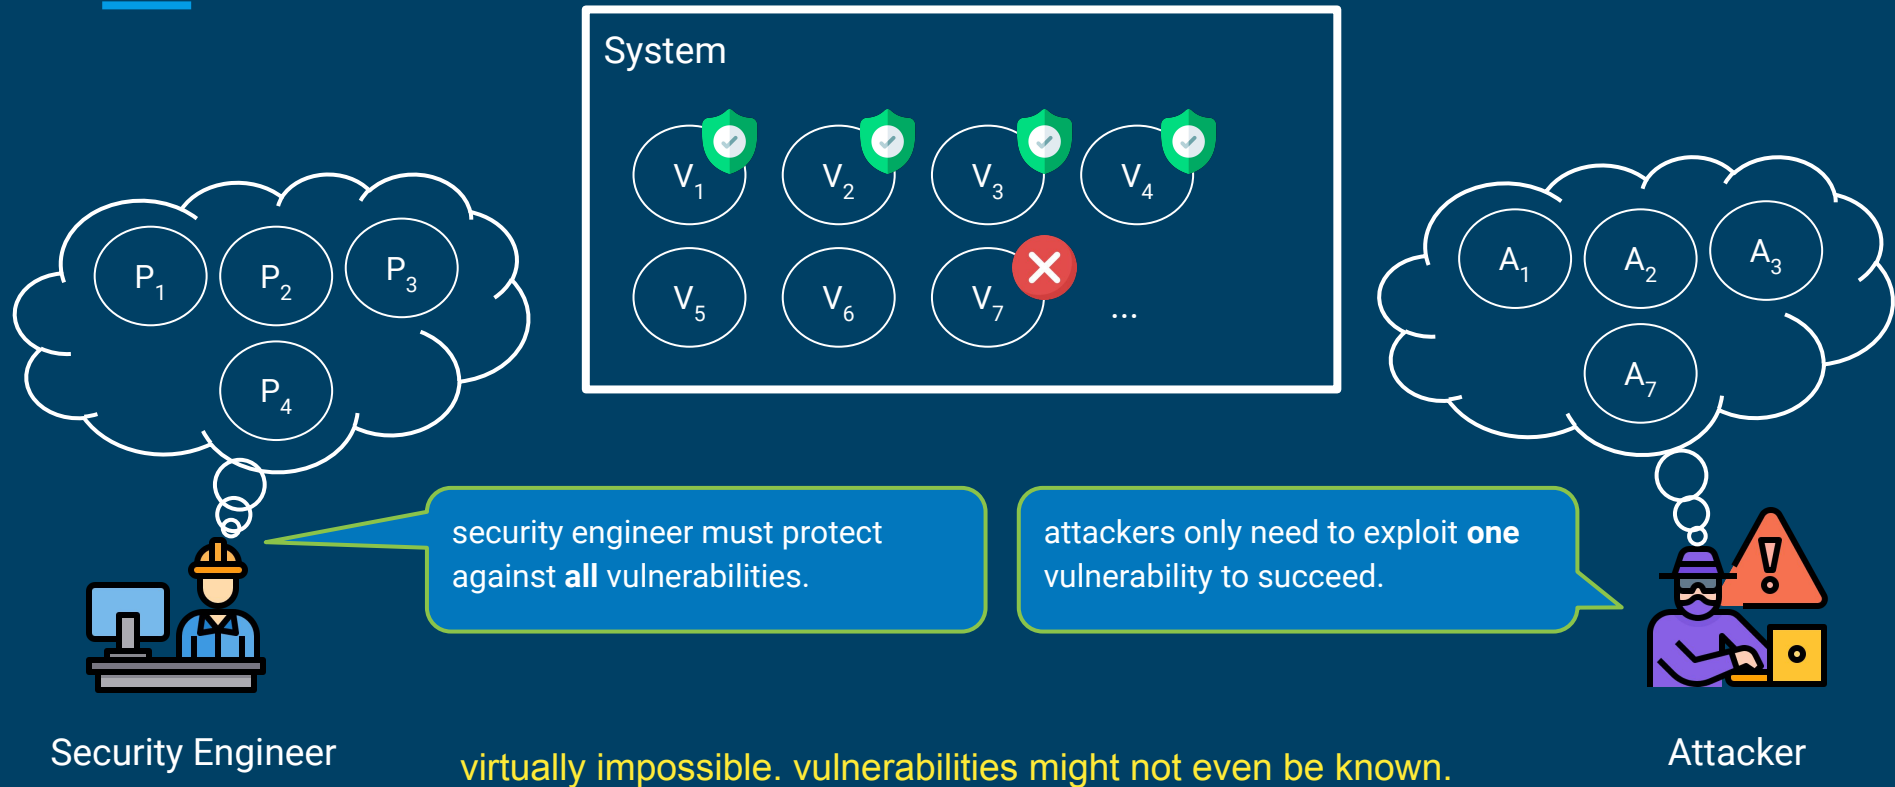 System
V1 V2 V3 V4
V5 V6 V7 ...
P1 P2 P3
P4
A1 A2 A3
A7
security engineer must protect
against all vulnerabilities.
attackers only need to exploit one
vulnerability to succeed.
Security Engineer
Attacker
virtually impossible. vulnerabilities might not even be known.